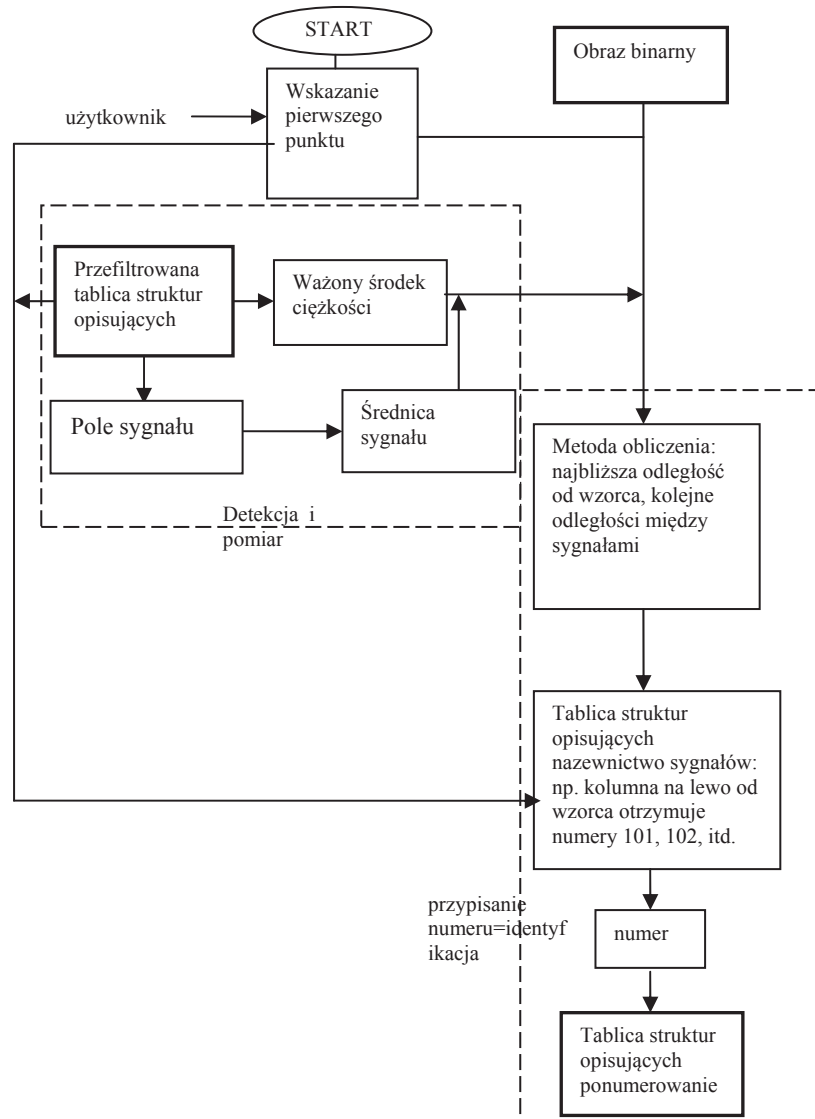 START
Obraz binarny
Wskazanie
pierwszego
punktu
użytkownik
Przefiltrowana
tablica struktur
opisujących
Ważony środek
ciężkości
Pole sygnału
Średnica
sygnału
Detekcja i
pomiar
Metoda obliczenia:
najbliższa odległość
od wzorca, kolejne
odległości między
sygnałami
Tablica struktur
opisujących
nazewnictwo sygnałów:
np. kolumna na lewo od
wzorca otrzymuje
numery 101, 102, itd.
przypisanie
numeru=identyf
ikacja
numer
Tablica struktur
opisujących
ponumerowanie